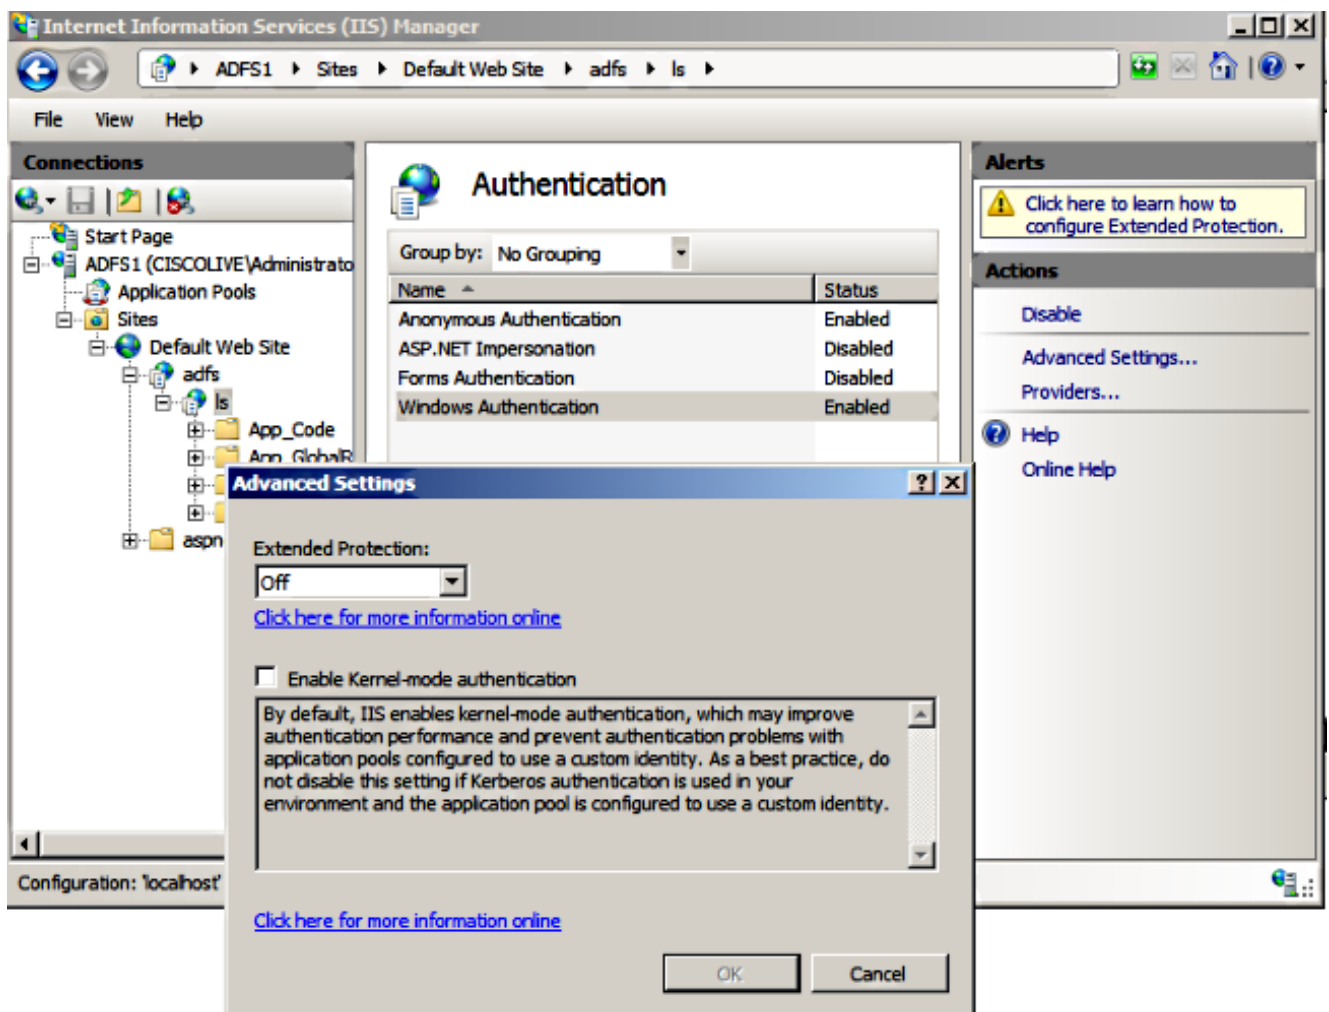 Internet Information Services (IIS) Manager
ADFS1 Sites Default Web Site adfs ls
File View Help
Connections
Start Page
ADFS1 (CISCOLIVE\Administrato
Application Pools
Sites
Default Web Site
adfs
ls
App_Code
App_GlobalR
aspn
Authentication
Group by: No Grouping
Name Status
Anonymous Authentication Enabled
ASP.NET Impersonation Disabled
Forms Authentication Disabled
Windows Authentication Enabled
Alerts
Click here to learn how to
configure Extended Protection.
Actions
Disable
Advanced Settings...
Providers...
Help
Online Help
Advanced Settings
Extended Protection:
Off
Click here for more information online
Enable Kernel-mode authentication
By default, IIS enables kernel-mode authentication, which may improve
authentication performance and prevent authentication problems with
application pools configured to use a custom identity. As a best practice, do
not disable this setting if Kerberos authentication is used in your
environment and the application pool is configured to use a custom identity.
Click here for more information online
OK Cancel
Configuration: 'localhost'